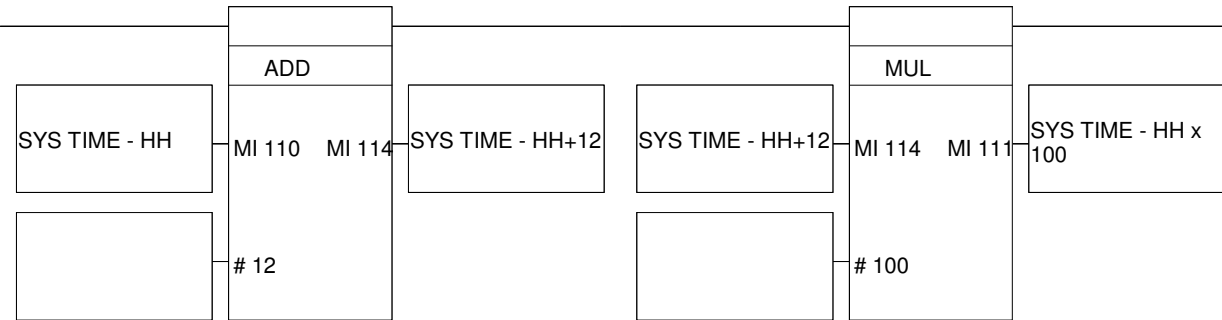 ADD
MUL
SYS TIME - HH
MI 110
MI 114
SYS TIME - HH+12
SYS TIME - HH+12
MI 114
MI 111
SYS TIME - HH x
100
# 12
# 100